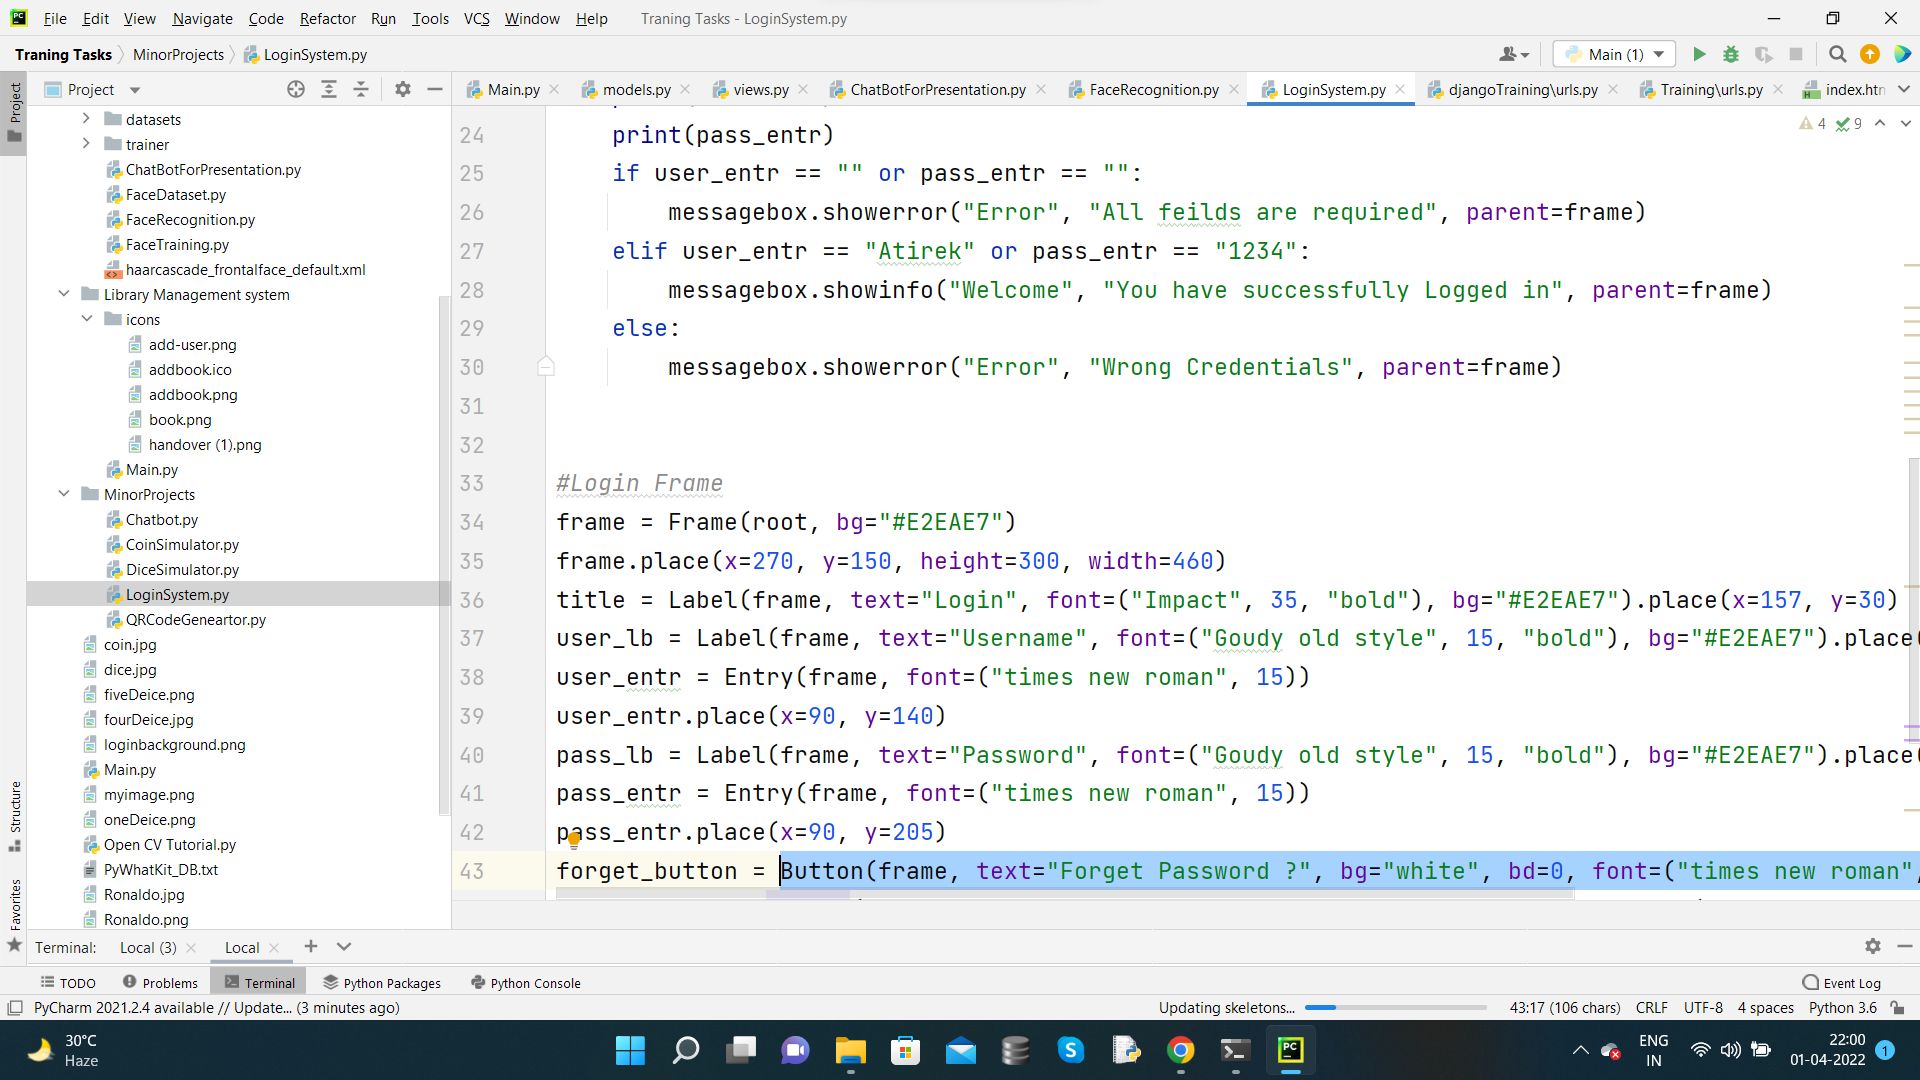 PC File Edit View Navigate Code Refactor Run Tools VCS Window Help Traning Tasks - LoginSystem.py
Traning Tasks MinorProjects LoginSystem.py Main (1)
Project Main.py models.py views.py ChatBotForPresentation.py FaceRecognition.py LoginSystem.py djangoTraining\urls.py Training\urls.py index.htm
Project
Structure
Favorites
datasets
trainer
ChatBotForPresentation.py
FaceDataset.py
FaceRecognition.py
FaceTraining.py
haarcascade_frontalface_default.xml
Library Management system
icons
add-user.png
addbook.ico
addbook.png
book.png
handover (1).png
Main.py
MinorProjects
Chatbot.py
CoinSimulator.py
DiceSimulator.py
LoginSystem.py
QRCodeGeneartor.py
coin.jpg
dice.jpg
fiveDeice.png
fourDeice.jpg
loginbackground.png
Main.py
myimage.png
oneDeice.png
Open CV Tutorial.py
PyWhatKit_DB.txt
Ronaldo.jpg
Ronaldo.png
4 9
24 print(pass_entr)
25 if user_entr == "" or pass_entr == "":
26 messagebox.showerror("Error", "All feilds are required", parent=frame)
27 elif user_entr == "Atirek" or pass_entr == "1234":
28 messagebox.showinfo("Welcome", "You have successfully Logged in", parent=frame)
29 else:
30 messagebox.showerror("Error", "Wrong Credentials", parent=frame)
31
32
33 #Login Frame
34 frame = Frame(root, bg="#E2EAE7")
35 frame.place(x=270, y=150, height=300, width=460)
36 title = Label(frame, text="Login", font=("Impact", 35, "bold"), bg="#E2EAE7").place(x=157, y=30)
37 user_lb = Label(frame, text="Username", font=("Goudy old style", 15, "bold"), bg="#E2EAE7").place(
38 user_entr = Entry(frame, font=("times new roman", 15))
39 user_entr.place(x=90, y=140)
40 pass_lb = Label(frame, text="Password", font=("Goudy old style", 15, "bold"), bg="#E2EAE7").place(
41 pass_entr = Entry(frame, font=("times new roman", 15))
42 pass_entr.place(x=90, y=205)
43 forget_button = Button(frame, text="Forget Password ?", bg="white", bd=0, font=("times new roman",
Terminal: Local (3) Local
TODO Problems Terminal Python Packages Python Console Event Log
PyCharm 2021.2.4 available // Update... (3 minutes ago) Updating skeletons... 43:17 (106 chars) CRLF UTF-8 4 spaces Python 3.6
30°C
Haze
ENG
IN
22:00
01-04-2022
1